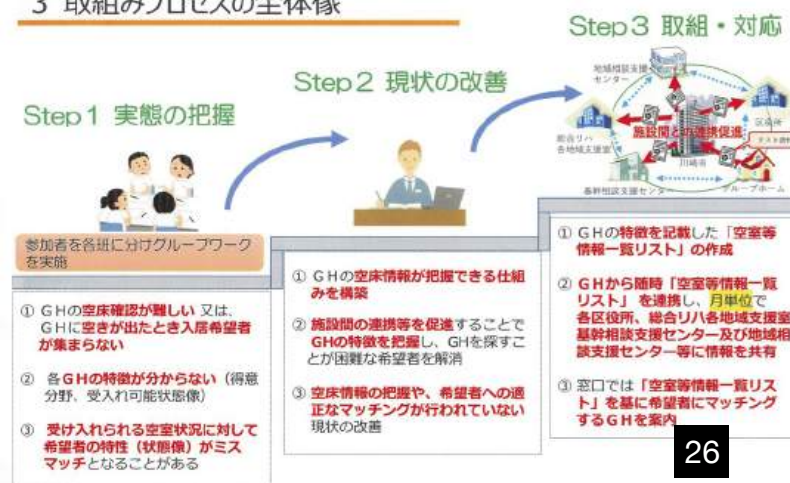 3 取組みプロセスの全体像
Step1 実態の把握
参加者を各班に分けグループワーク
を実施
① GHの空床確認が難しい 又は、
GHに空きが出たとき入居希望者
が集まらない
② 各GHの特徴が分からない（得意
分野、受入れ可能状態像）
③ 受け入れられる空室状況に対して
希望者の特性（状態像）がミス
マッチとなることがある
Step2 現状の改善
① GHの空床情報が把握できる仕組
みを構築
② 施設間の連携等を促進することで
GHの特徴を把握し、GHを探すこ
とが困難な希望者を解消
③ 空床情報の把握や、希望者への適
正なマッチングが行われていない
現状の改善
Step3 取組・対応
地域相談支援
センター
区役所
総合リハ
各地域支援室
施設間との連携促進
川崎市
基幹相談支援センター
グループホーム
① GHの特徴を記載した「空室等
情報一覧リスト」の作成
② GHから随時「空室等情報一覧
リスト」 を連携し、月単位で
各区役所、総合リハ各地域支援室
基幹相談支援センター及び地域相
談支援センター等に情報を共有
③ 窓口では「空室等情報一覧リス
ト」を基に希望者にマッチング
するGHを案内
26